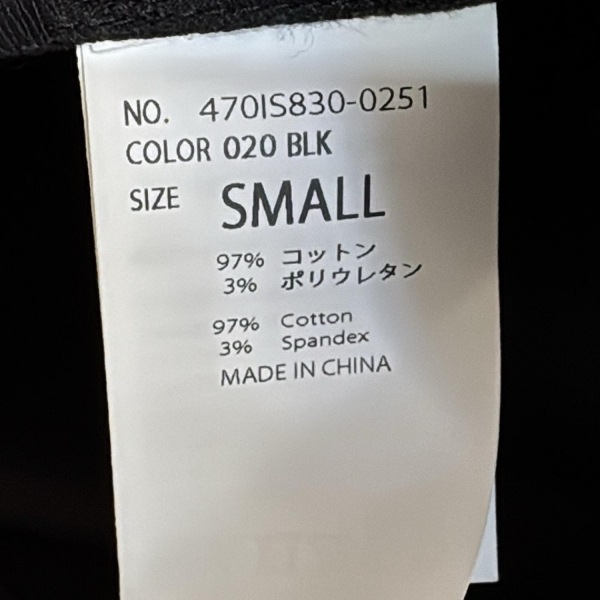 NO. 470IS830-0251
COLOR 020 BLK
SIZE SMALL
97% コットン
3% ポリウレタン
97% Cotton
3% Spandex
MADE IN CHINA